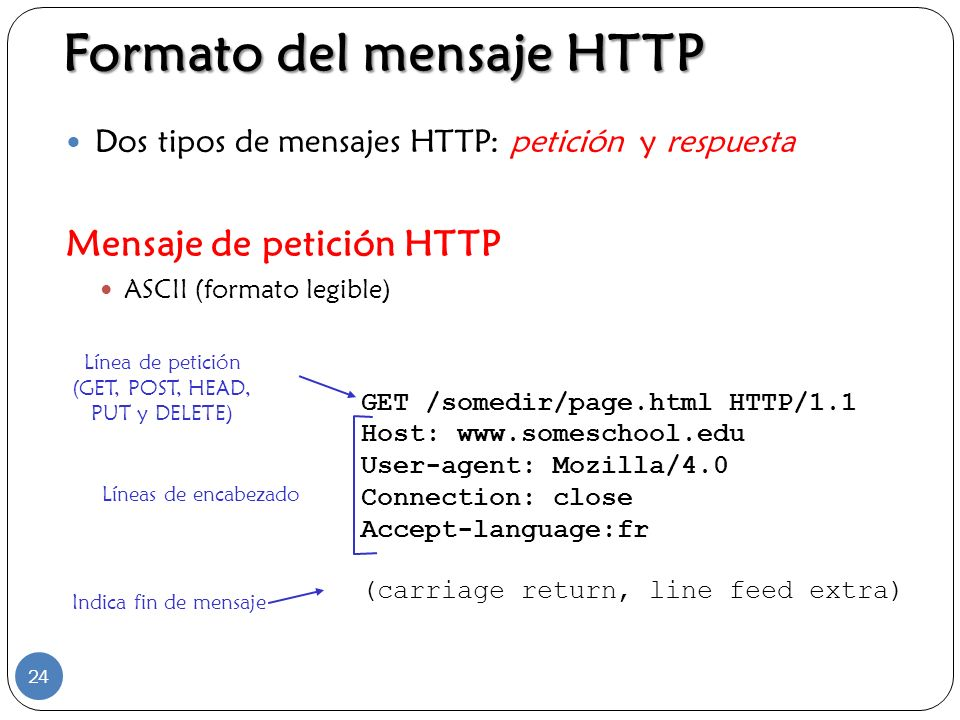 Formato del mensaje HTTP
Dos tipos de mensajes HTTP: petición y respuesta
Mensaje de petición HTTP
ASCII (formato legible)
Línea de petición
(GET, POST, HEAD,
PUT y DELETE)
GET /somedir/page.html HTTP/1.1
Host: www.someschool.edu
User-agent: Mozilla/4.0
Líneas de encabezado
Connection: close
Accept-language:fr
(carriage return, line feed extra)
Indica fin de mensaje
24